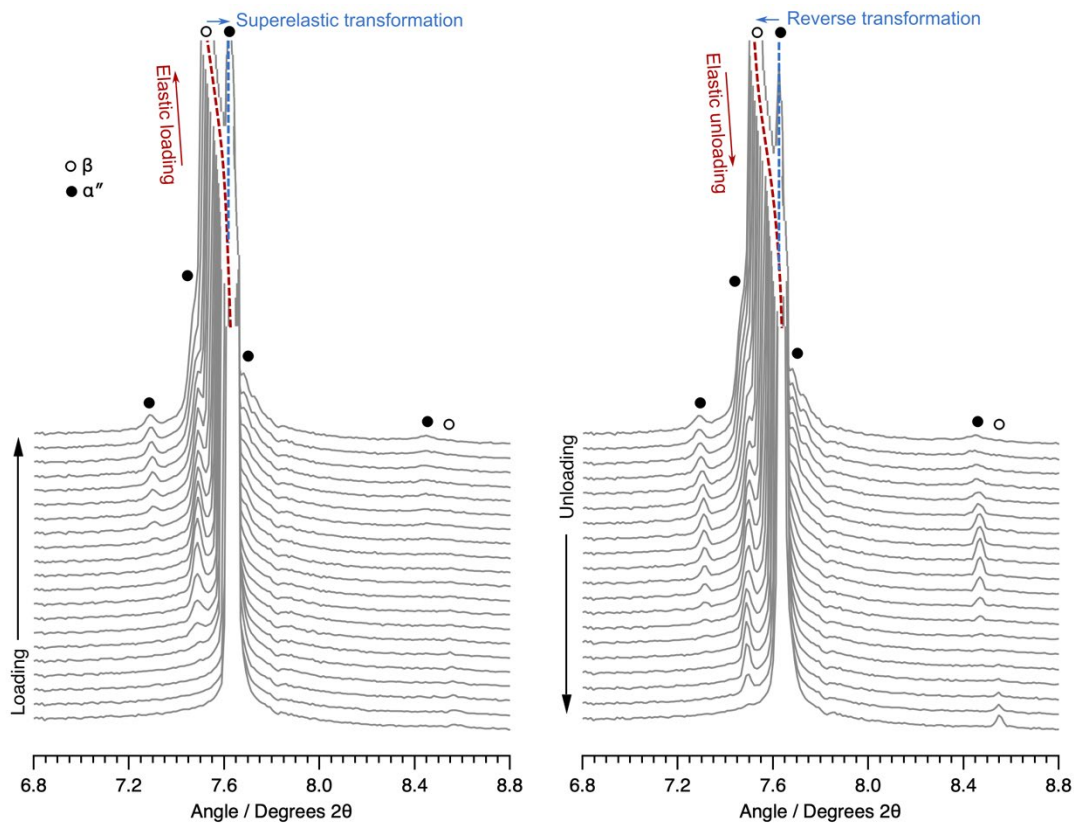 Superelastic transformation
Elastic loading
β
α″
Loading
6.8 7.2 7.6 8.0 8.4 8.8
Angle / Degrees 2θ
Reverse transformation
Elastic unloading
Unloading
6.8 7.2 7.6 8.0 8.4 8.8
Angle / Degrees 2θ